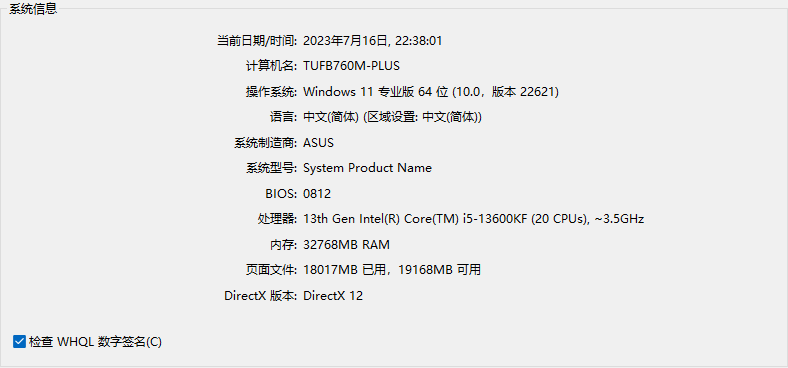 系统信息
当前日期/时间: 2023年7月16日, 22:38:01
计算机名: TUFB760M-PLUS
操作系统: Windows 11 专业版 64 位 (10.0，版本 22621)
语言: 中文(简体) (区域设置: 中文(简体))
系统制造商: ASUS
系统型号: System Product Name
BIOS: 0812
处理器: 13th Gen Intel(R) Core(TM) i5-13600KF (20 CPUs), ~3.5GHz
内存: 32768MB RAM
页面文件: 18017MB 已用，19168MB 可用
DirectX 版本: DirectX 12
检查 WHQL 数字签名(C)